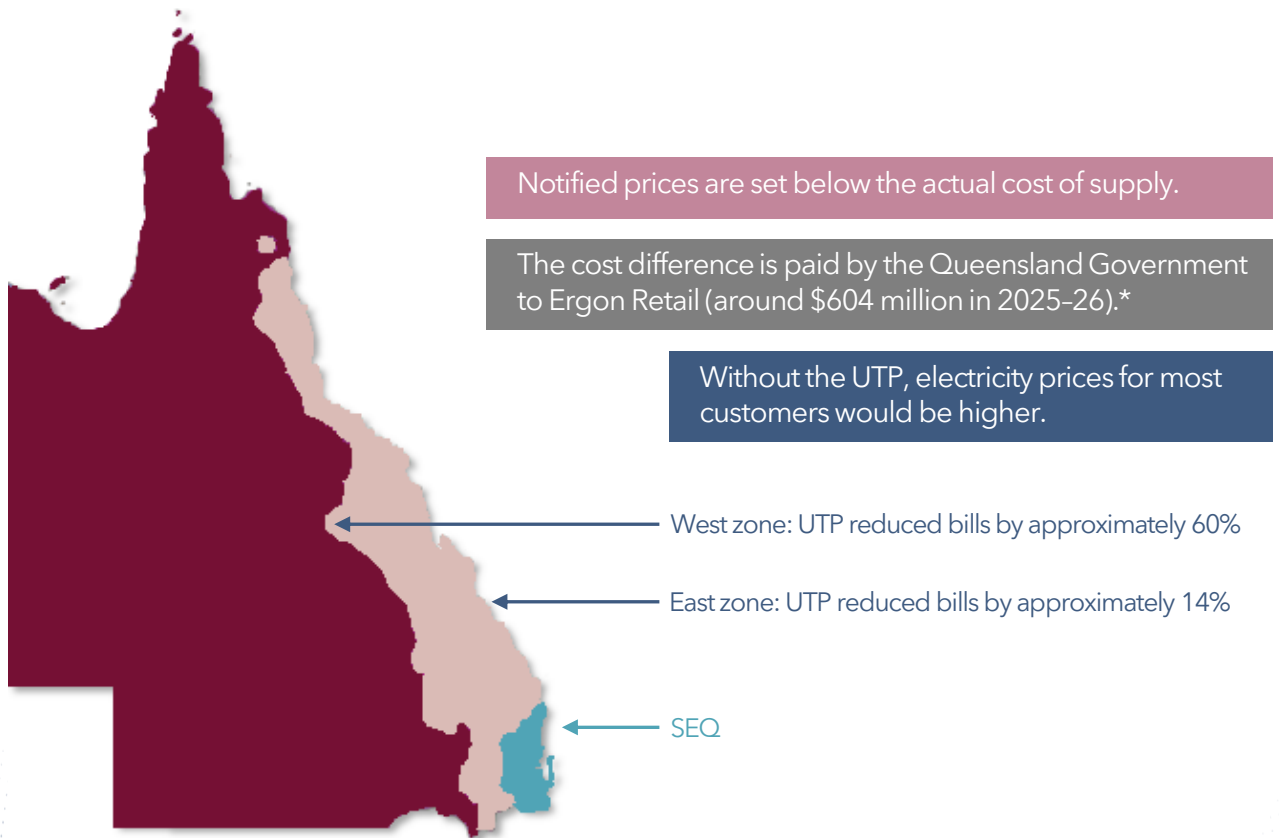 Notified prices are set below the actual cost of supply.
The cost difference is paid by the Queensland Government
to Ergon Retail (around $604 million in 2025–26).*
Without the UTP, electricity prices for most
customers would be higher.
West zone: UTP reduced bills by approximately 60%
East zone: UTP reduced bills by approximately 14%
SEQ